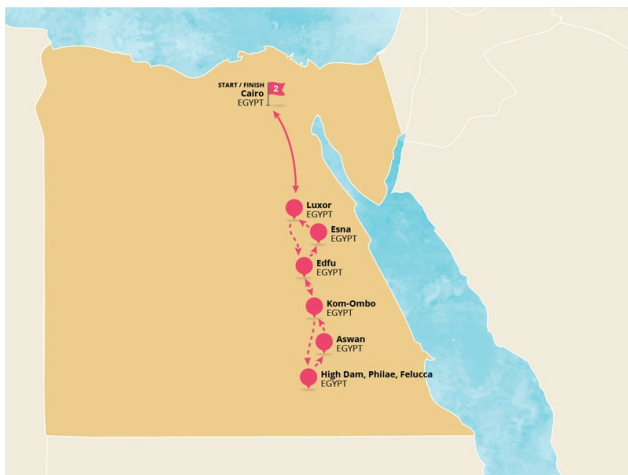 START / FINISH
2
Cairo
EGYPT
Luxor
EGYPT
Esna
EGYPT
Edfu
EGYPT
Kom-Ombo
EGYPT
Aswan
EGYPT
High Dam, Philae, Felucca
EGYPT